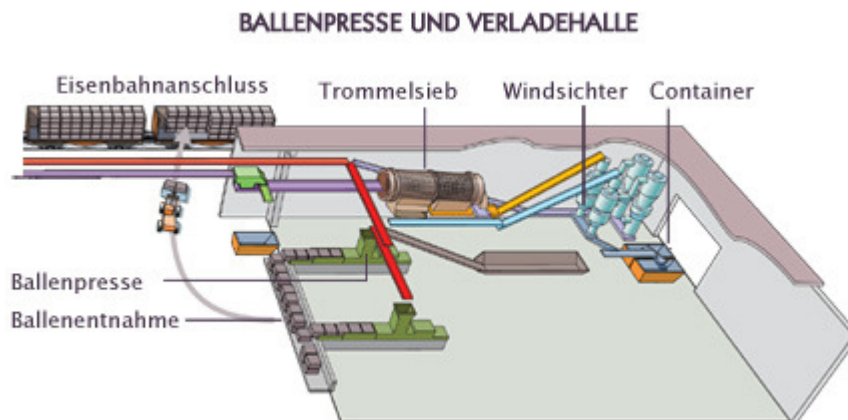 BALLENPRESSE UND VERLADEHALLE
Eisenbahnanschluss
Trommelsieb
Windsichter
Container
Ballenpresse
Ballenentnahme